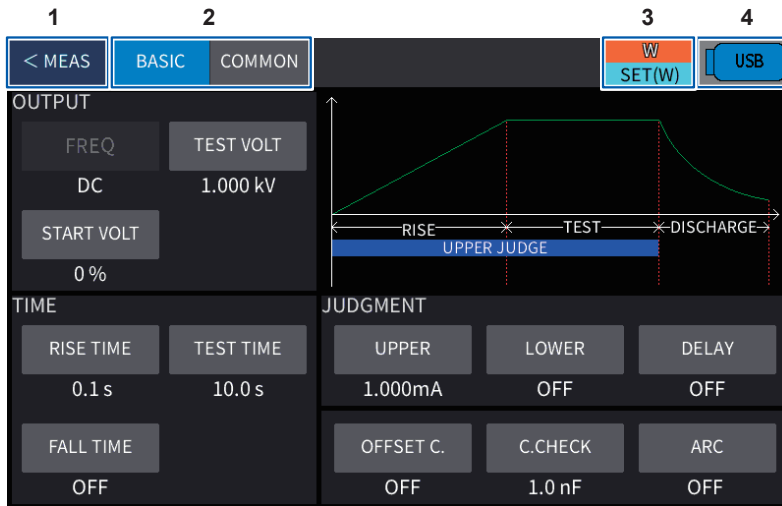 1 2 3 4
< MEAS BASIC COMMON W USB
SET(W)
OUTPUT
FREQ TEST VOLT
DC 1.000 kV
START VOLT
0 %
RISE TEST DISCHARGE
UPPER JUDGE
TIME
RISE TIME TEST TIME
0.1 s 10.0 s
FALL TIME
OFF
JUDGMENT
UPPER LOWER DELAY
1.000mA OFF OFF
OFFSET C. C.CHECK ARC
OFF 1.0 nF OFF